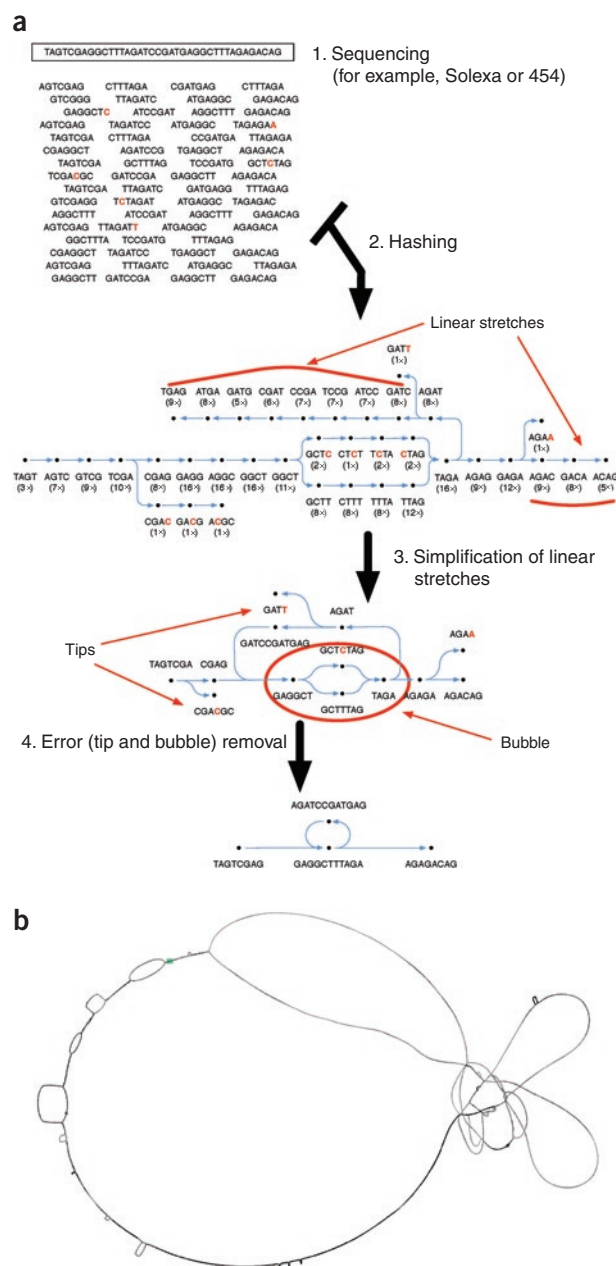 a
TAGTCGAGGCTTTAGATCCGATGAGGCTTTAGAGACAG
1. Sequencing
(for example, Solexa or 454)
AGTCGAG CTTTAGA CGATGAG CTTTAGA
GTCGGG TTAGATC ATGAGGC GAGACAG
GAGGCTC ATCCGAT AGGCTTT GAGACAG
AGTCGAG TAGATCC ATGAGGC TAGAGAA
TAGTCGA CTTTAGA CCGATGA TTAGAGA
CGAGGCT AGATCCG TGAGGCT AGAGACA
TAGTCGA GCTTTAG TCCGATG GCTCTAG
TCGACGC GATCCGA GAGGCTT AGAGACA
TAGTCGA TTAGATC GATGAGG TTTAGAG
GTCGAGG TCTAGAT ATGAGGC TAGAGAC
AGGCTTT ATCCGAT AGGCTTT GAGACAG
AGTCGAG TTAGATT ATGAGGC AGAGACA
GGCTTTA TCCGATG TTTAGAG
CGAGGCT TAGATCC TGAGGCT GAGACAG
AGTCGAG TTTAGATC ATGAGGC TTAGAGA
GAGGCTT GATCCGA GAGGCTT GAGACAG
2. Hashing
Linear stretches
GATT
(1×)
TGAG ATGA GATG CGAT CCGA TCCG ATCC GATC AGAT
(9×) (8×) (5×) (6×) (7×) (7×) (7×) (8×) (8×)
AGAA
(1×)
GCTC CTCT TCTA CTAG
(2×) (1×) (2×) (2×)
TAGT AGTC GTCG TCGA CGAG GAGG AGGC GGCT GGCT TAGA AGAG GAGA AGAC GACA ACAG
(3×) (7×) (9×) (10×) (8×) (16×) (16×) (16×) (11×) (16×) (9×) (12×) (9×) (8×) (5×)
GCTT CTTT TTTA TTAG
(8×) (8×) (8×) (12×)
CGAC GACG ACGC
(1×) (1×) (1×)
3. Simplification of linear
stretches
GATT AGAT
Tips
GATCCGATGAG
GCTCTAG
AGAA
TAGTCGA CGAG
GAGGCT TAGA AGAGA AGACAG
CGACGC
GCTTTAG
4. Error (tip and bubble) removal
Bubble
AGATCCGATGAG
TAGTCGAG GAGGCTTTAGA AGAGACAG
b